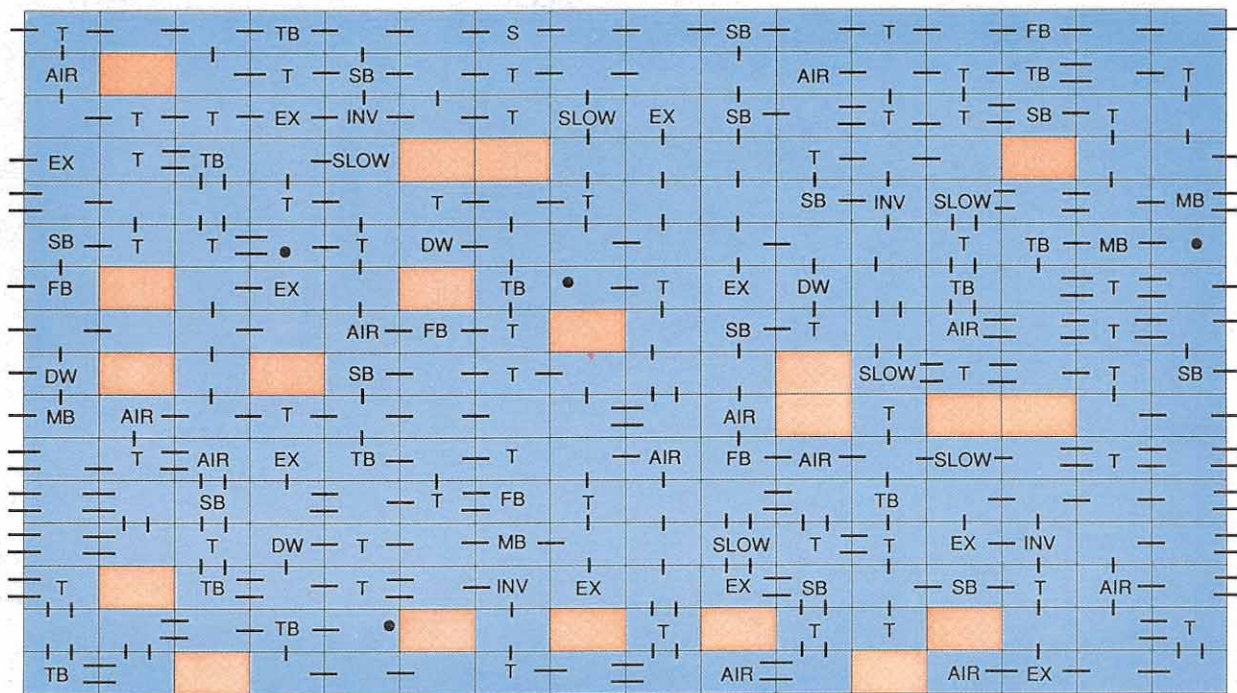 T TB S SB T FB
AIR T SB T AIR T TB T
T T EX INV T SLOW EX SB T T SB T
EX T TB SLOW T
T T T SB INV SLOW MB
SB T T T DW T TB MB
FB EX TB T EX DW TB T
AIR FB T SB T AIR T
DW SB T SLOW T T SB
MB AIR T AIR T
T AIR EX TB T AIR FB AIR SLOW T
SB T FB T TB
T DW T MB SLOW T T EX INV
T TB T INV EX EX SB SB T AIR
TB T T T T
TB T AIR AIR EX